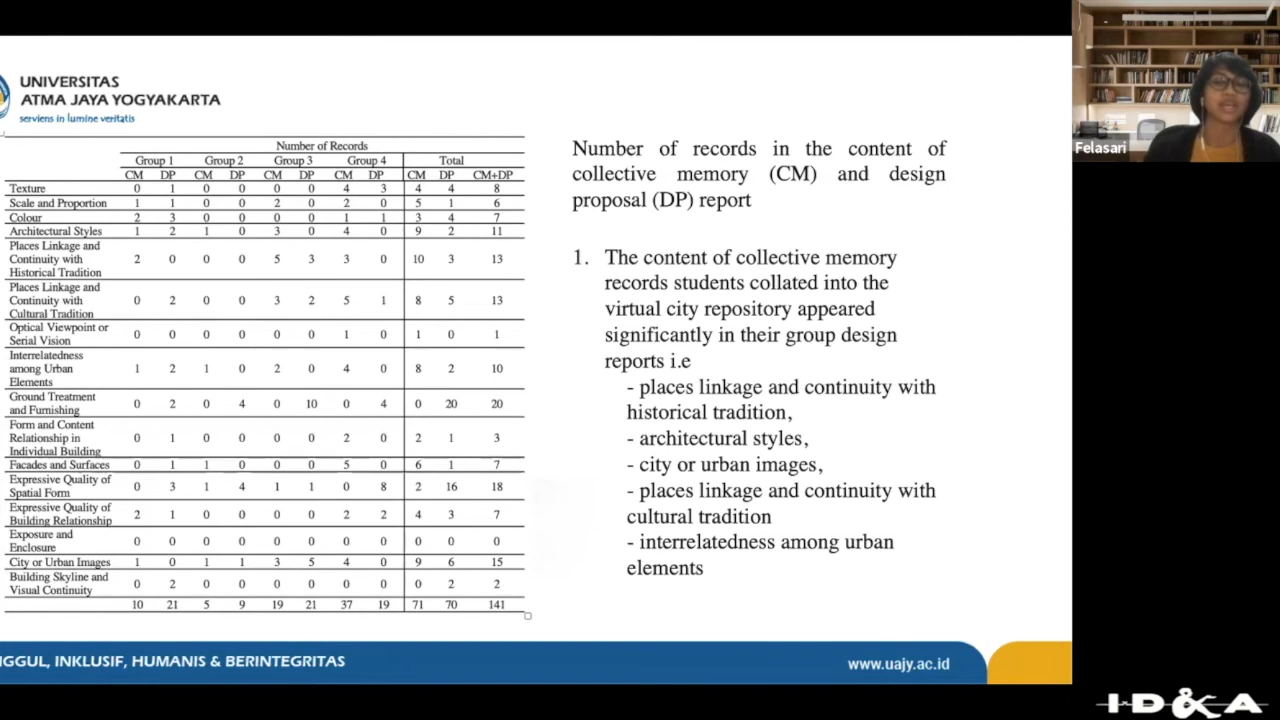 UNIVERSITAS
ATMA JAYA YOGYAKARTA
serviens in lumine veritatis
Number of Records
Group 1 Group 2 Group 3 Group 4 Total
CM DP CM DP CM DP CM DP CM DP CM+DP
Texture 0 1 0 0 0 0 4 3 4 4 8
Scale and Proportion 1 1 0 0 2 0 2 0 5 1 6
Colour 2 3 0 0 0 0 1 1 3 4 7
Architectural Styles 1 2 1 0 3 0 4 0 9 2 11
Places Linkage and
Continuity with
Historical Tradition
2 0 0 0 5 3 3 0 10 3 13
Places Linkage and
Continuity with
Cultural Tradition
0 2 0 0 3 2 5 1 8 5 13
Optical Viewpoint or
Serial Vision
0 0 0 0 0 0 1 0 1 0 1
Interrelatedness
among Urban
Elements
1 2 1 0 2 0 4 0 8 2 10
Ground Treatment
and Furnishing
0 2 0 4 0 10 0 4 0 20 20
Form and Content
Relationship in
Individual Building
0 1 0 0 0 0 2 0 2 1 3
Facades and Surfaces 0 1 1 0 0 0 5 0 6 1 7
Expressive Quality of
Spatial Form
0 3 1 4 1 1 0 8 2 16 18
Expressive Quality of
Building Relationship
2 1 0 0 0 0 2 2 4 3 7
Exposure and
Enclosure
0 0 0 0 0 0 0 0 0 0 0
City or Urban Images 1 0 1 1 3 5 4 0 9 6 15
Building Skyline and
Visual Continuity
0 2 0 0 0 0 0 0 0 2 2
10 21 5 9 19 21 37 19 71 70 141
Number of records in the content of
collective memory (CM) and design
proposal (DP) report
1. The content of collective memory
records students collated into the
virtual city repository appeared
significantly in their group design
reports i.e
- places linkage and continuity with
historical tradition,
- architectural styles,
- city or urban images,
- places linkage and continuity with
cultural tradition
- interrelatedness among urban
elements
Felasari
NGGUL, INKLUSIF, HUMANIS & BERINTEGRITAS
www.uajy.ac.id
ID&A